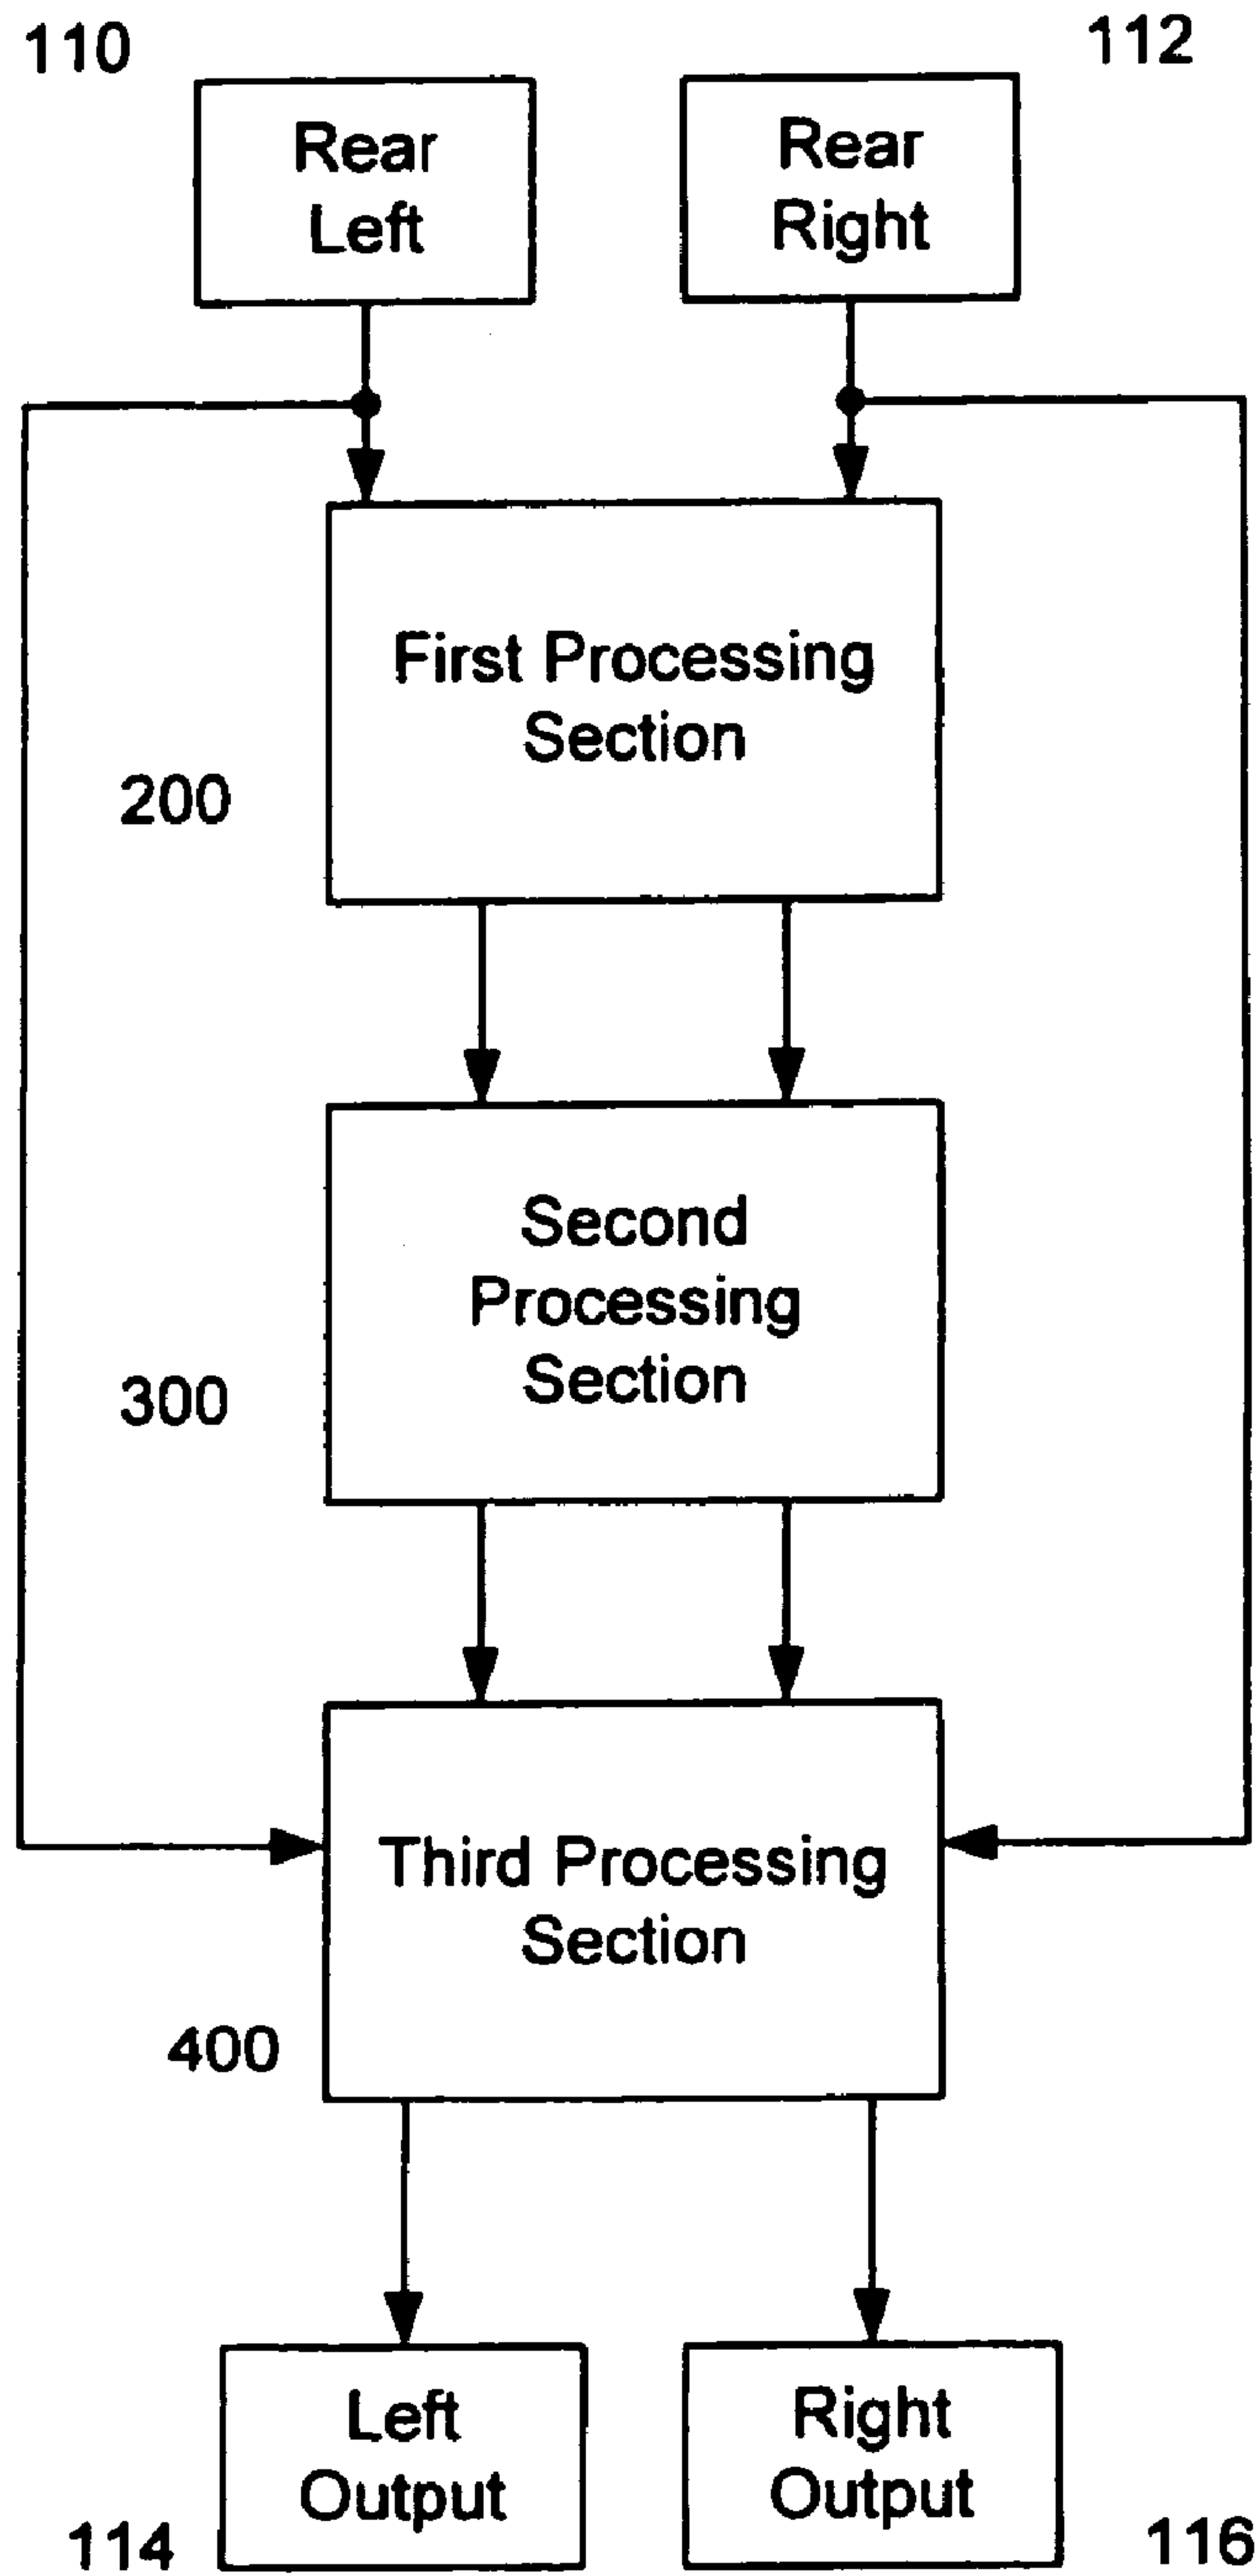 110
112
Rear
Left
Rear
Right
First Processing
Section
200
Second
Processing
Section
300
Third Processing
Section
400
Left
Output
Right
Output
114
116